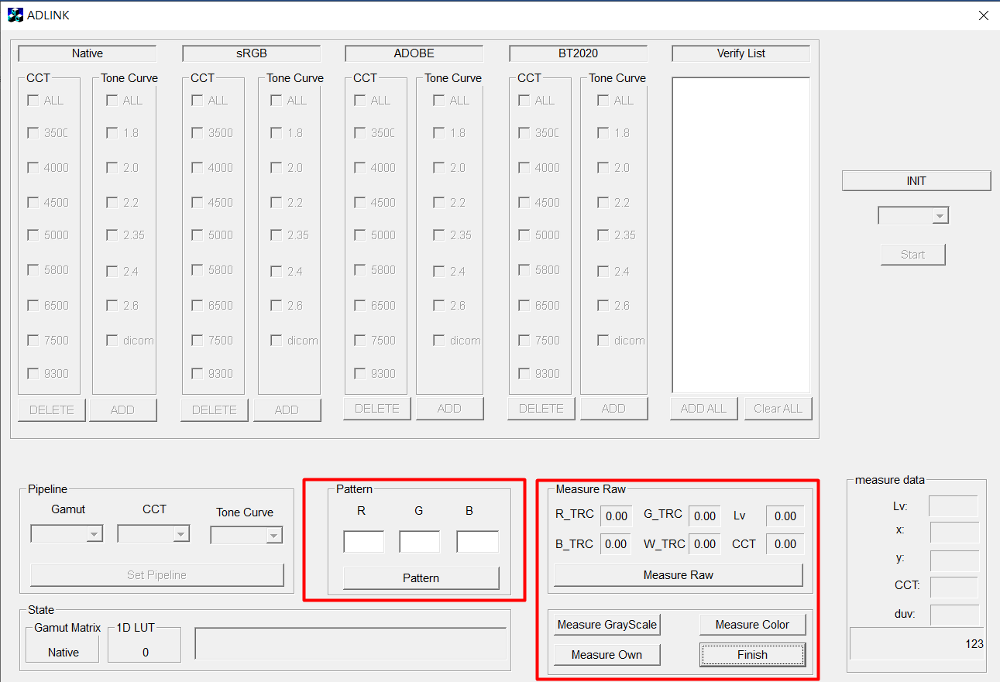 ADLINK
Native sRGB ADOBE BT2020 Verify List
CCT Tone Curve CCT Tone Curve CCT Tone Curve CCT Tone Curve
ALL ALL ALL ALL ALL ALL ALL ALL
3500 1.8 3500 1.8 3500 1.8 3500 1.8
4000 2.0 4000 2.0 4000 2.0 4000 2.0
INIT
4500 2.2 4500 2.2 4500 2.2 4500 2.2
5000 2.35 5000 2.35 5000 2.35 5000 2.35
Start
5800 2.4 5800 2.4 5800 2.4 5800 2.4
6500 2.6 6500 2.6 6500 2.6 6500 2.6
7500 dicom 7500 dicom 7500 dicom 7500 dicom
9300 9300 9300 9300
DELETE ADD DELETE ADD DELETE ADD DELETE ADD ADD ALL Clear ALL
Pipeline
Gamut CCT Tone Curve
Set Pipeline
Pattern
R G B
Pattern
Measure Raw
R_TRC 0.00 G_TRC 0.00 Lv 0.00
B_TRC 0.00 W_TRC 0.00 CCT 0.00
Measure Raw
measure data
Lv:
x:
y:
CCT:
duv:
123
State
Gamut Matrix 1D LUT
Native 0
Measure GrayScale Measure Color
Measure Own Finish